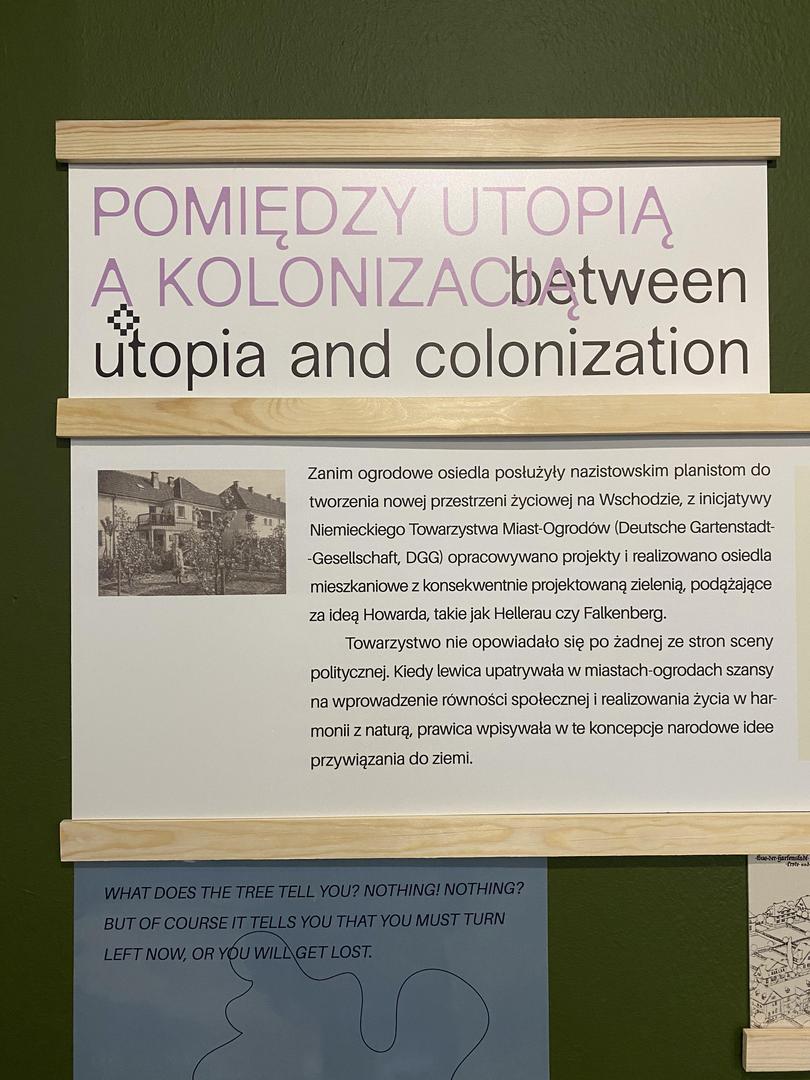 POMIĘDZY UTOPIĄ
A KOLONIZACJĄ between
utopia and colonization
Zanim ogrodowe osiedla posłużyły nazistowskim planistom do
tworzenia nowej przestrzeni życiowej na Wschodzie, z inicjatywy
Niemieckiego Towarzystwa Miast-Ogrodów (Deutsche Gartenstadt-
-Gesellschaft, DGG) opracowywano projekty i realizowano osiedla
mieszkaniowe z konsekwentnie projektowaną zielenią, podążające
za ideą Howarda, takie jak Hellerau czy Falkenberg.
Towarzystwo nie opowiadało się po żadnej ze stron sceny
politycznej. Kiedy lewica upatrywała w miastach-ogrodach szansy
na wprowadzenie równości społecznej i realizowania życia w har-
monii z naturą, prawica wpisywała w te koncepcje narodowe idee
przywiązania do ziemi.
WHAT DOES THE TREE TELL YOU? NOTHING! NOTHING?
BUT OF COURSE IT TELLS YOU THAT YOU MUST TURN
LEFT NOW, OR YOU WILL GET LOST.